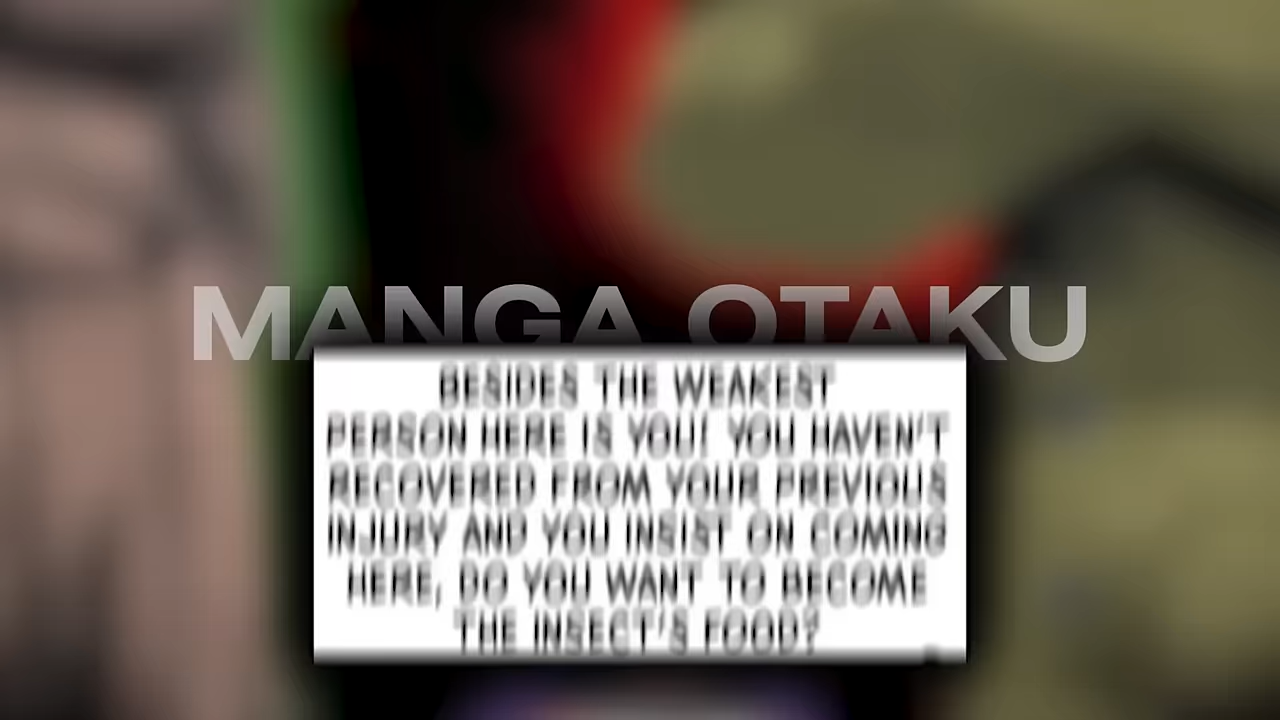 MANGA OTAKU
BESIDES THE WEAKEST
PERSON HERE IS YOU! YOU HAVEN'T
RECOVERED FROM YOUR PREVIOUS
INJURY AND YOU INSIST ON COMING
HERE, DO YOU WANT TO BECOME
THE INSECT'S FOOD?